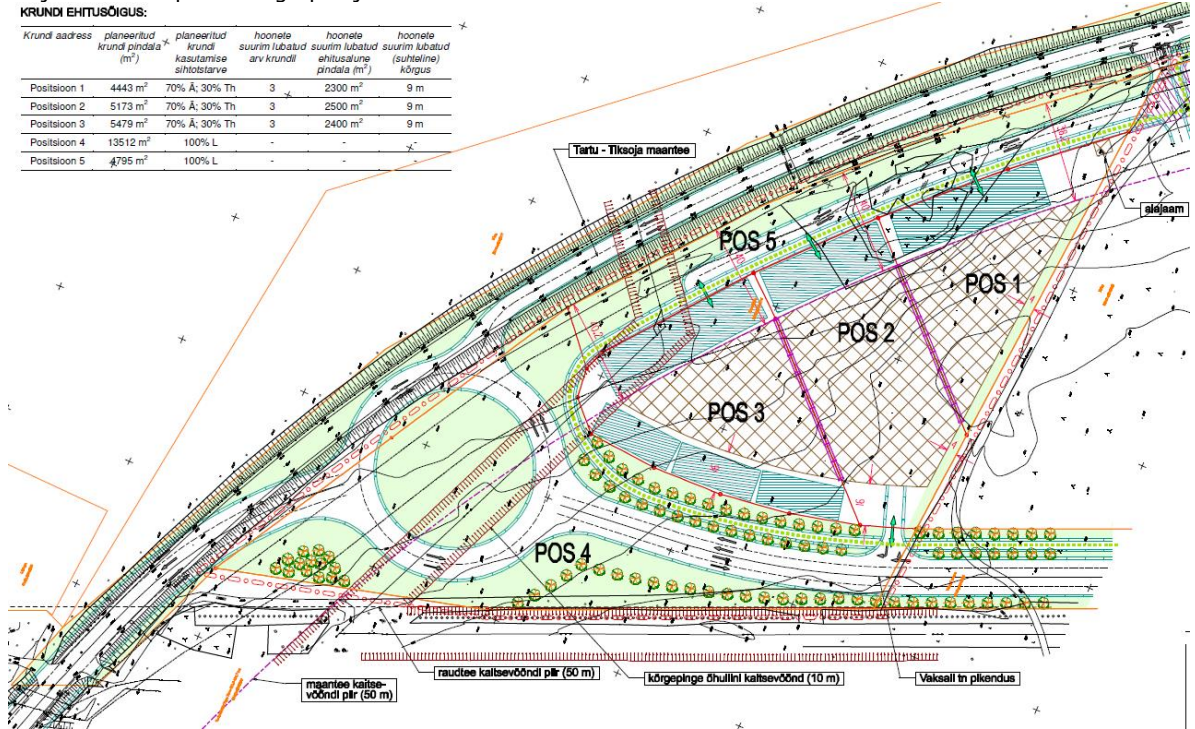 KRUNDI EHITUSÕIGUS:
Krundi aadress planeeritud krundi pindala (m²) planeeritud krundi kasutamise sihtotstarve hoonete suurim lubatud arv krundil hoonete suurim lubatud ehitusalune pindala (m²) hoonete suurim lubatud (suhteline) kõrgus
Positsioon 1 4443 m² 70% Ä; 30% Th 3 2300 m² 9 m
Positsioon 2 5173 m² 70% Ä; 30% Th 3 2500 m² 9 m
Positsioon 3 5479 m² 70% Ä; 30% Th 3 2400 m² 9 m
Positsioon 4 13512 m² 100% L - - -
Positsioon 5 4795 m² 100% L - - -
Tartu - Tiksoja maantee
alajaam
POS 5
POS 1
POS 2
POS 3
POS 4
maantee kaitse-
vööndi piir (50 m)
raudtee kaitsevööndi piir (50 m)
kõrgepinge õhuliini kaitsevöönd (10 m)
Vaksali tn pikendus